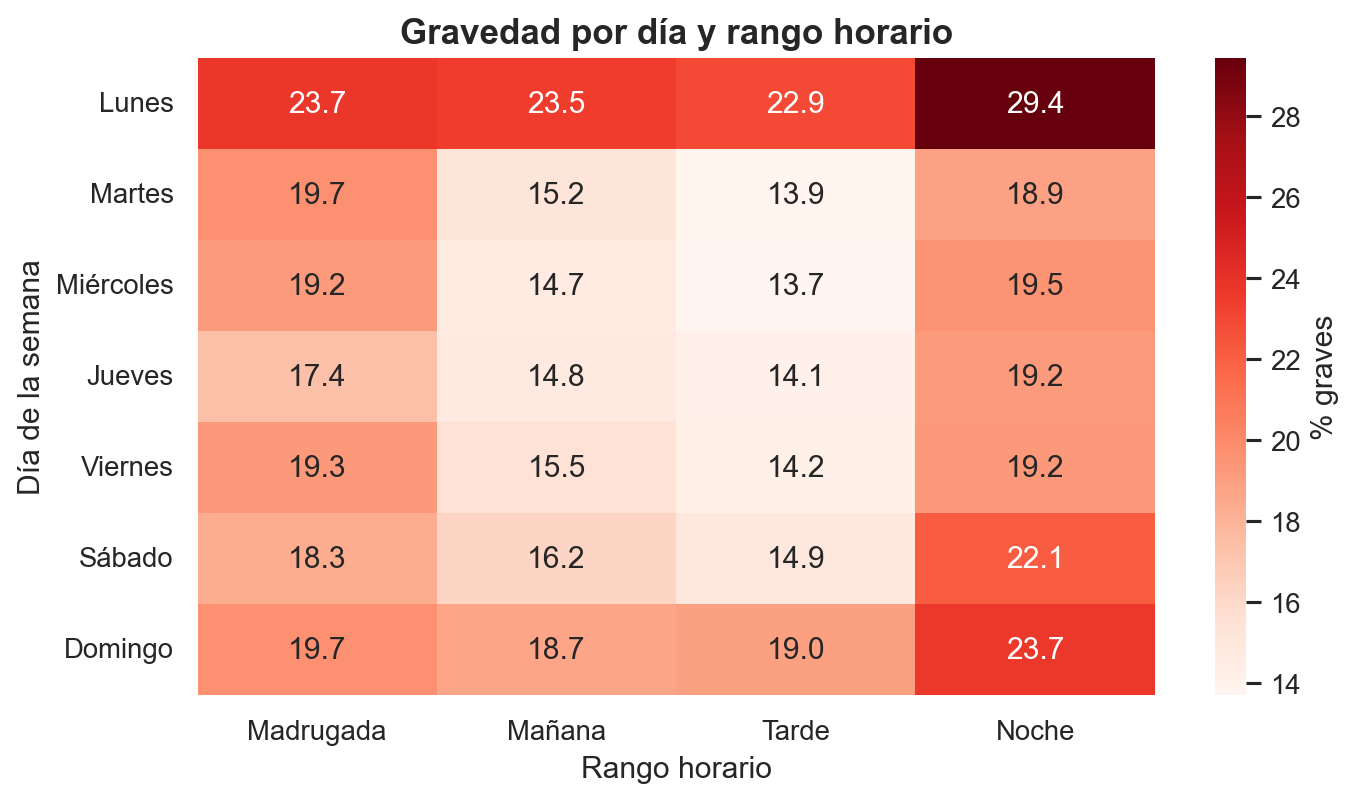 Gravedad por día y rango horario
Lunes 23.7 23.5 22.9 29.4
Martes 19.7 15.2 13.9 18.9
Miércoles 19.2 14.7 13.7 19.5
Jueves 17.4 14.8 14.1 19.2
Viernes 19.3 15.5 14.2 19.2
Sábado 18.3 16.2 14.9 22.1
Domingo 19.7 18.7 19.0 23.7
Madrugada Mañana Tarde Noche
Rango horario
Día de la semana
28
26
24
22
20
18
16
14
% graves